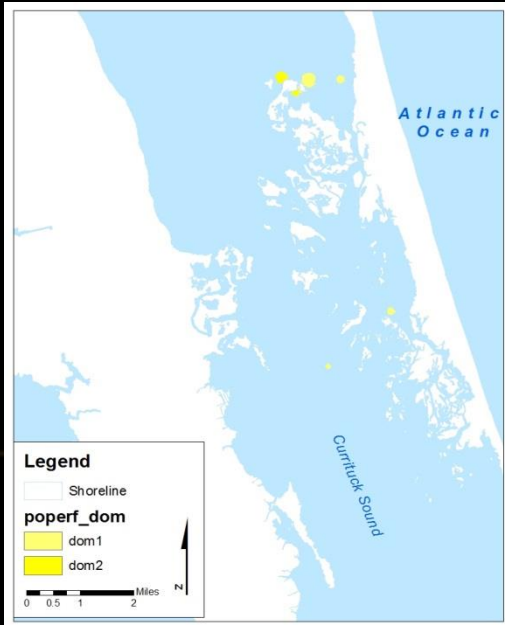 Atlantic
Ocean
Currituck Sound
Legend
Shoreline
poperf_dom
dom1
dom2
Miles
0 0.5 1 2
N